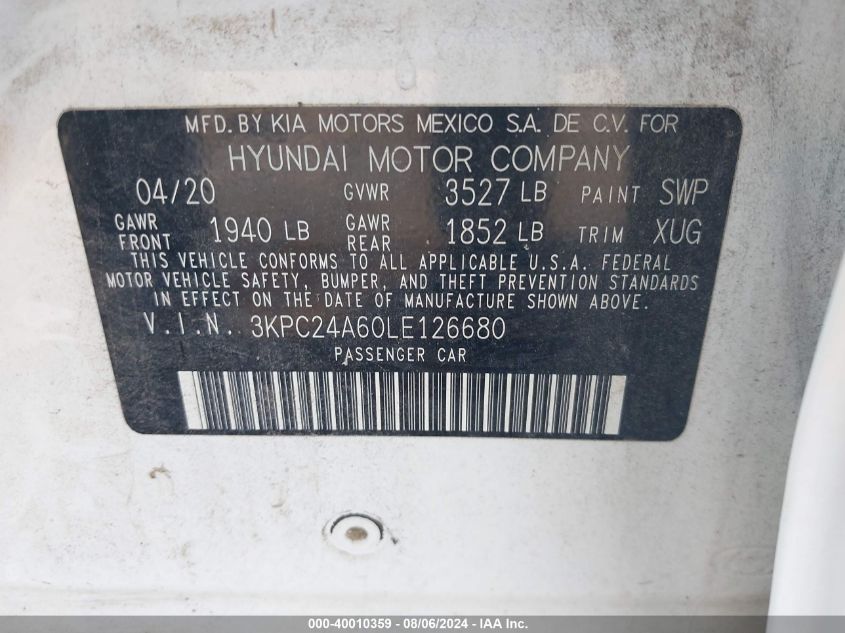 MFD. BY KIA MOTORS MEXICO S.A. DE C.V. FOR
HYUNDAI MOTOR COMPANY
04/20 GVWR 3527 LB PAINT SWP
GAWR FRONT 1940 LB GAWR REAR 1852 LB TRIM XUG
THIS VEHICLE CONFORMS TO ALL APPLICABLE U.S.A. FEDERAL
MOTOR VEHICLE SAFETY, BUMPER, AND THEFT PREVENTION STANDARDS
IN EFFECT ON THE DATE OF MANUFACTURE SHOWN ABOVE.
V.I.N. 3KPC24A60LE126680
PASSENGER CAR
000-40010359 - 08/06/2024 - IAA Inc.